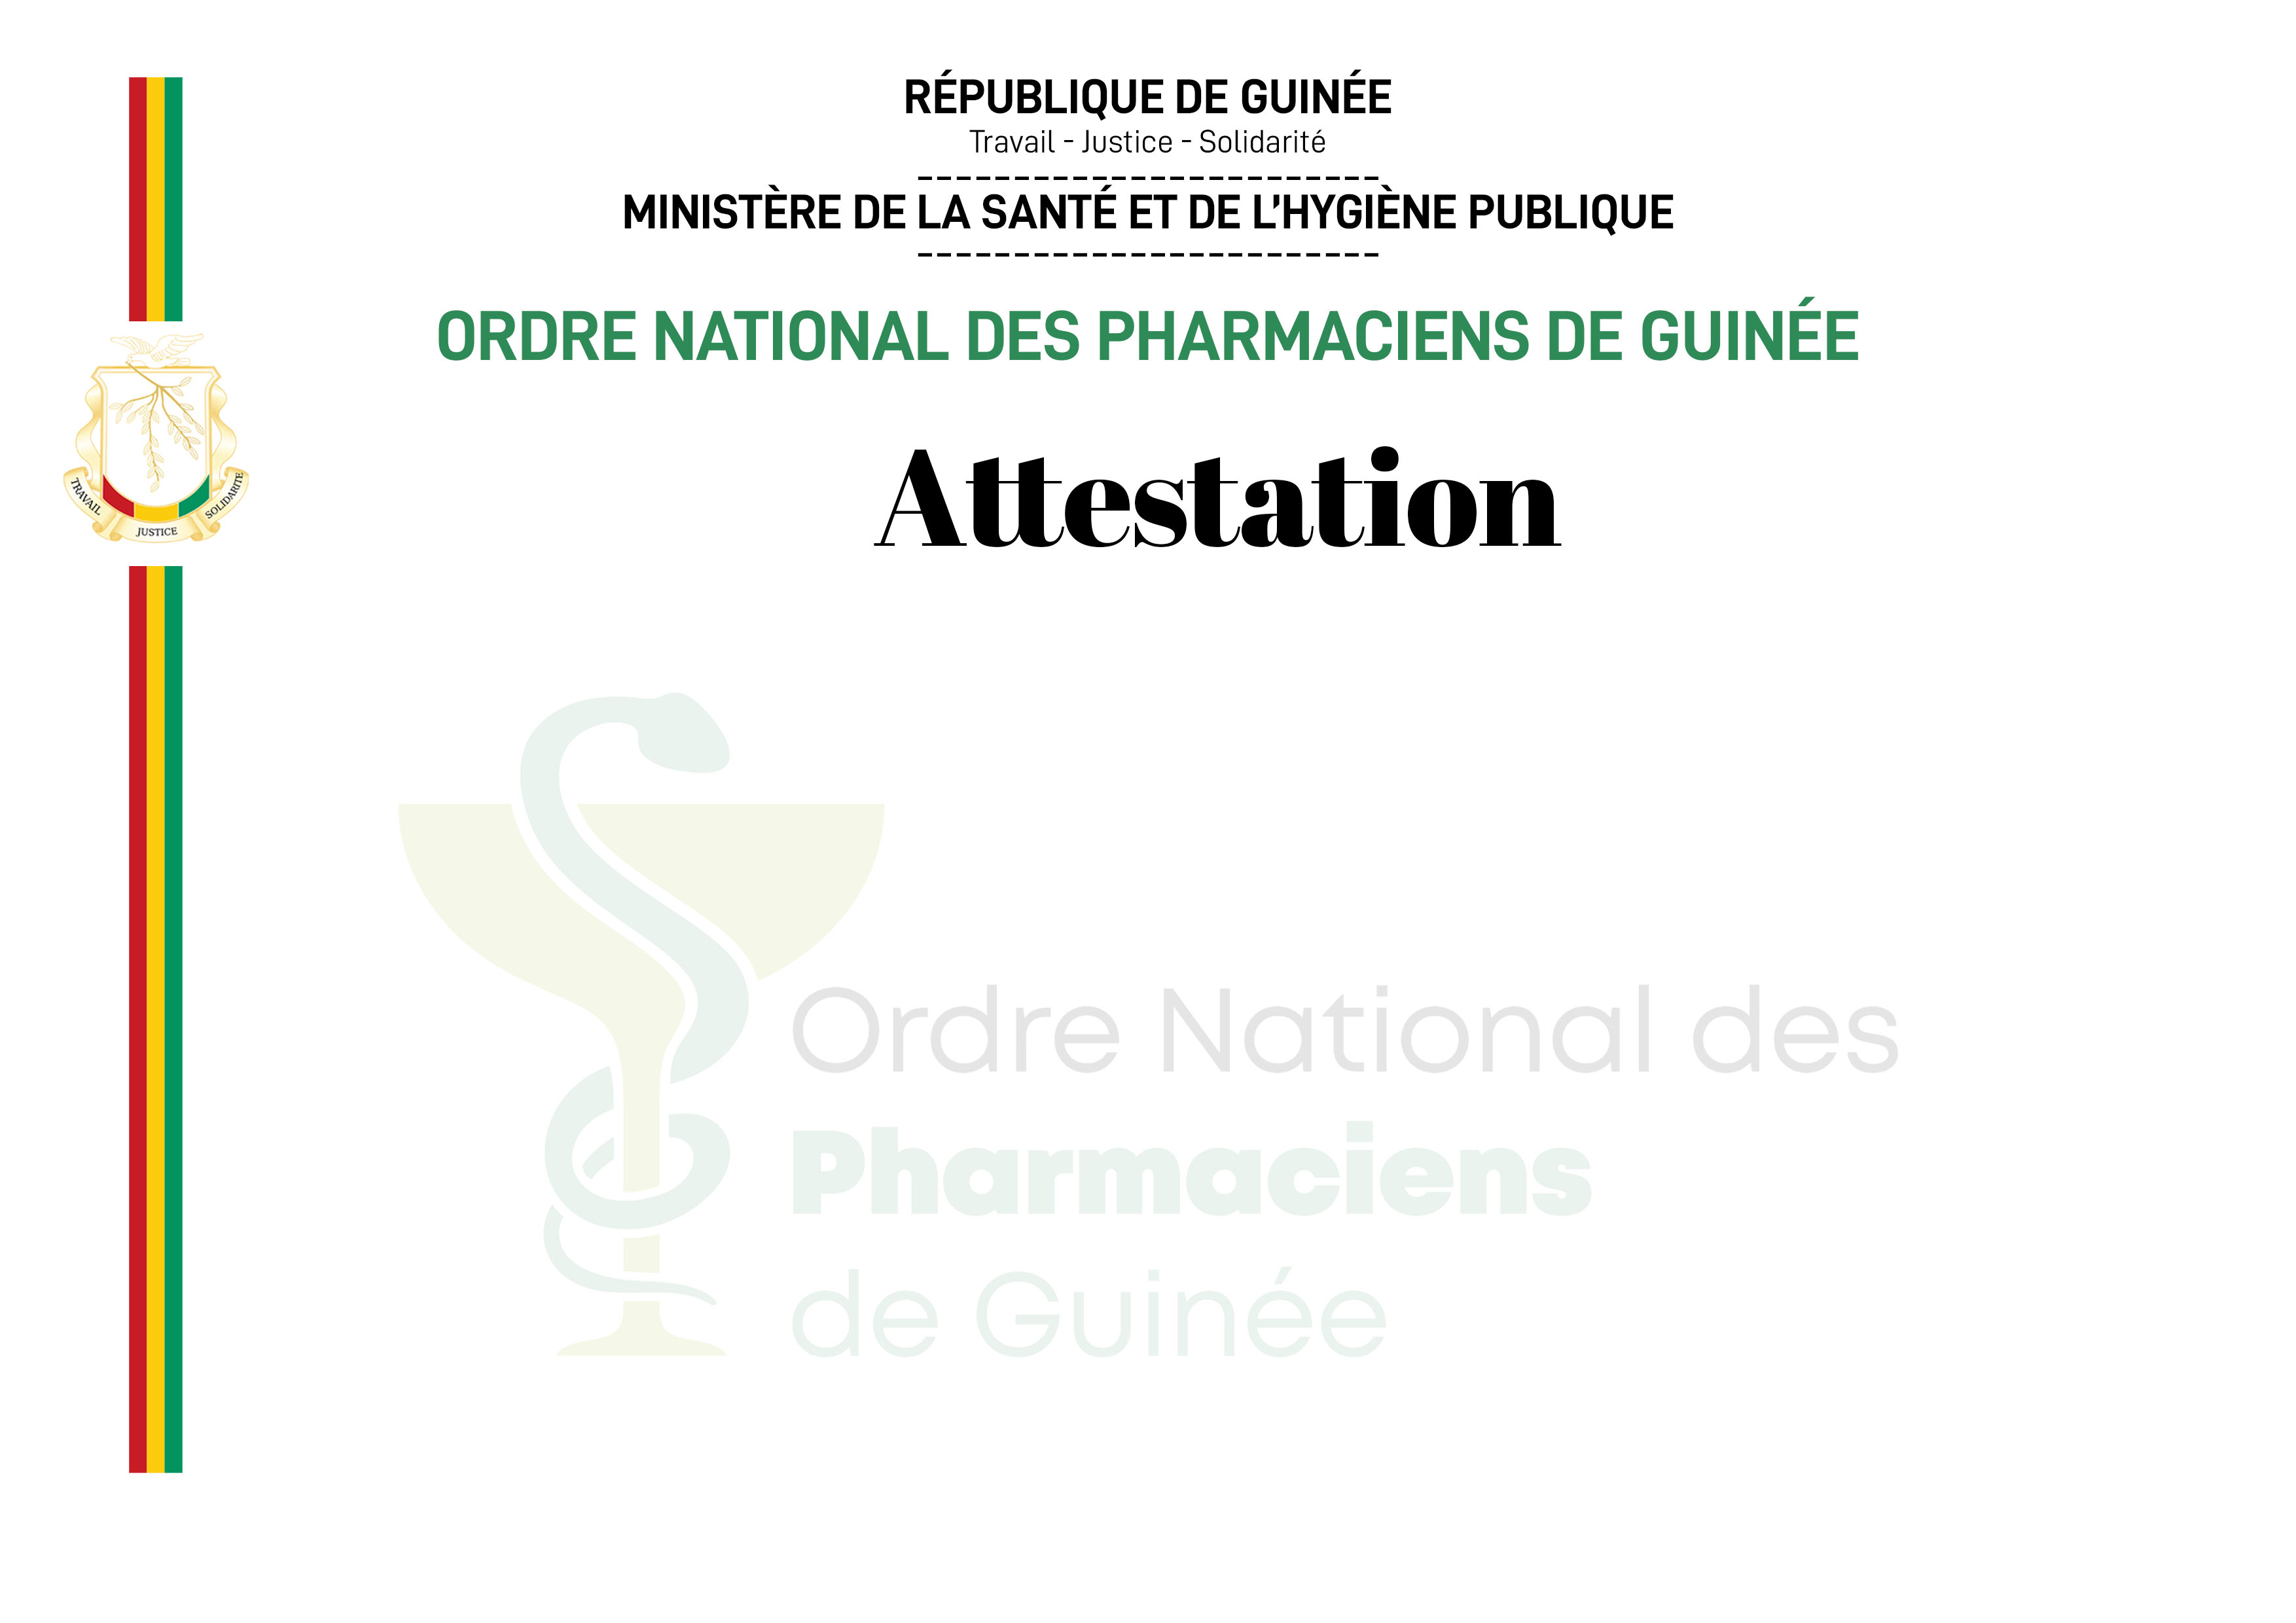 RÉPUBLIQUE DE GUINÉE
Travail - Justice - Solidarité
MINISTÈRE DE LA SANTÉ ET DE L'HYGIÈNE PUBLIQUE
ORDRE NATIONAL DES PHARMACIENS DE GUINÉE
TRAVAIL
JUSTICE
SOLIDARITE
Attestation
Ordre National des
Pharmaciens
de Guinée